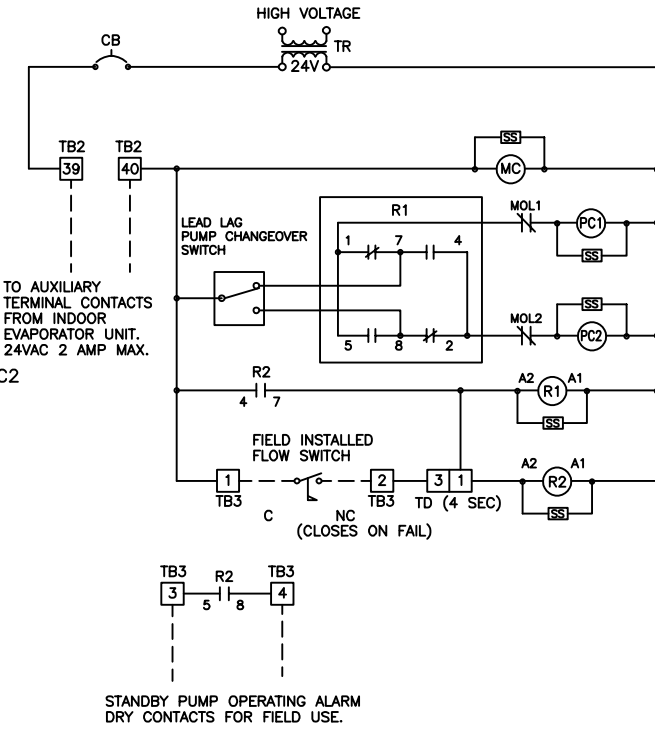 HIGH VOLTAGE
CB
TR
24V
TB2
TB2
39
40
SS
MC
LEAD LAG
PUMP CHANGEOVER
SWITCH
R1
1
7
4
5
8
2
MOL1
PC1
SS
MOL2
SS
PC2
TO AUXILIARY
TERMINAL CONTACTS
FROM INDOOR
EVAPORATOR UNIT.
24VAC 2 AMP MAX.
C2
R2
4
7
A2
A1
R1
SS
FIELD INSTALLED
FLOW SWITCH
1
TB3
2
TB3
3
1
TD (4 SEC)
A2
A1
R2
SS
C
NC
(CLOSES ON FAIL)
TB3
R2
TB3
3
4
5
8
STANDBY PUMP OPERATING ALARM
DRY CONTACTS FOR FIELD USE.